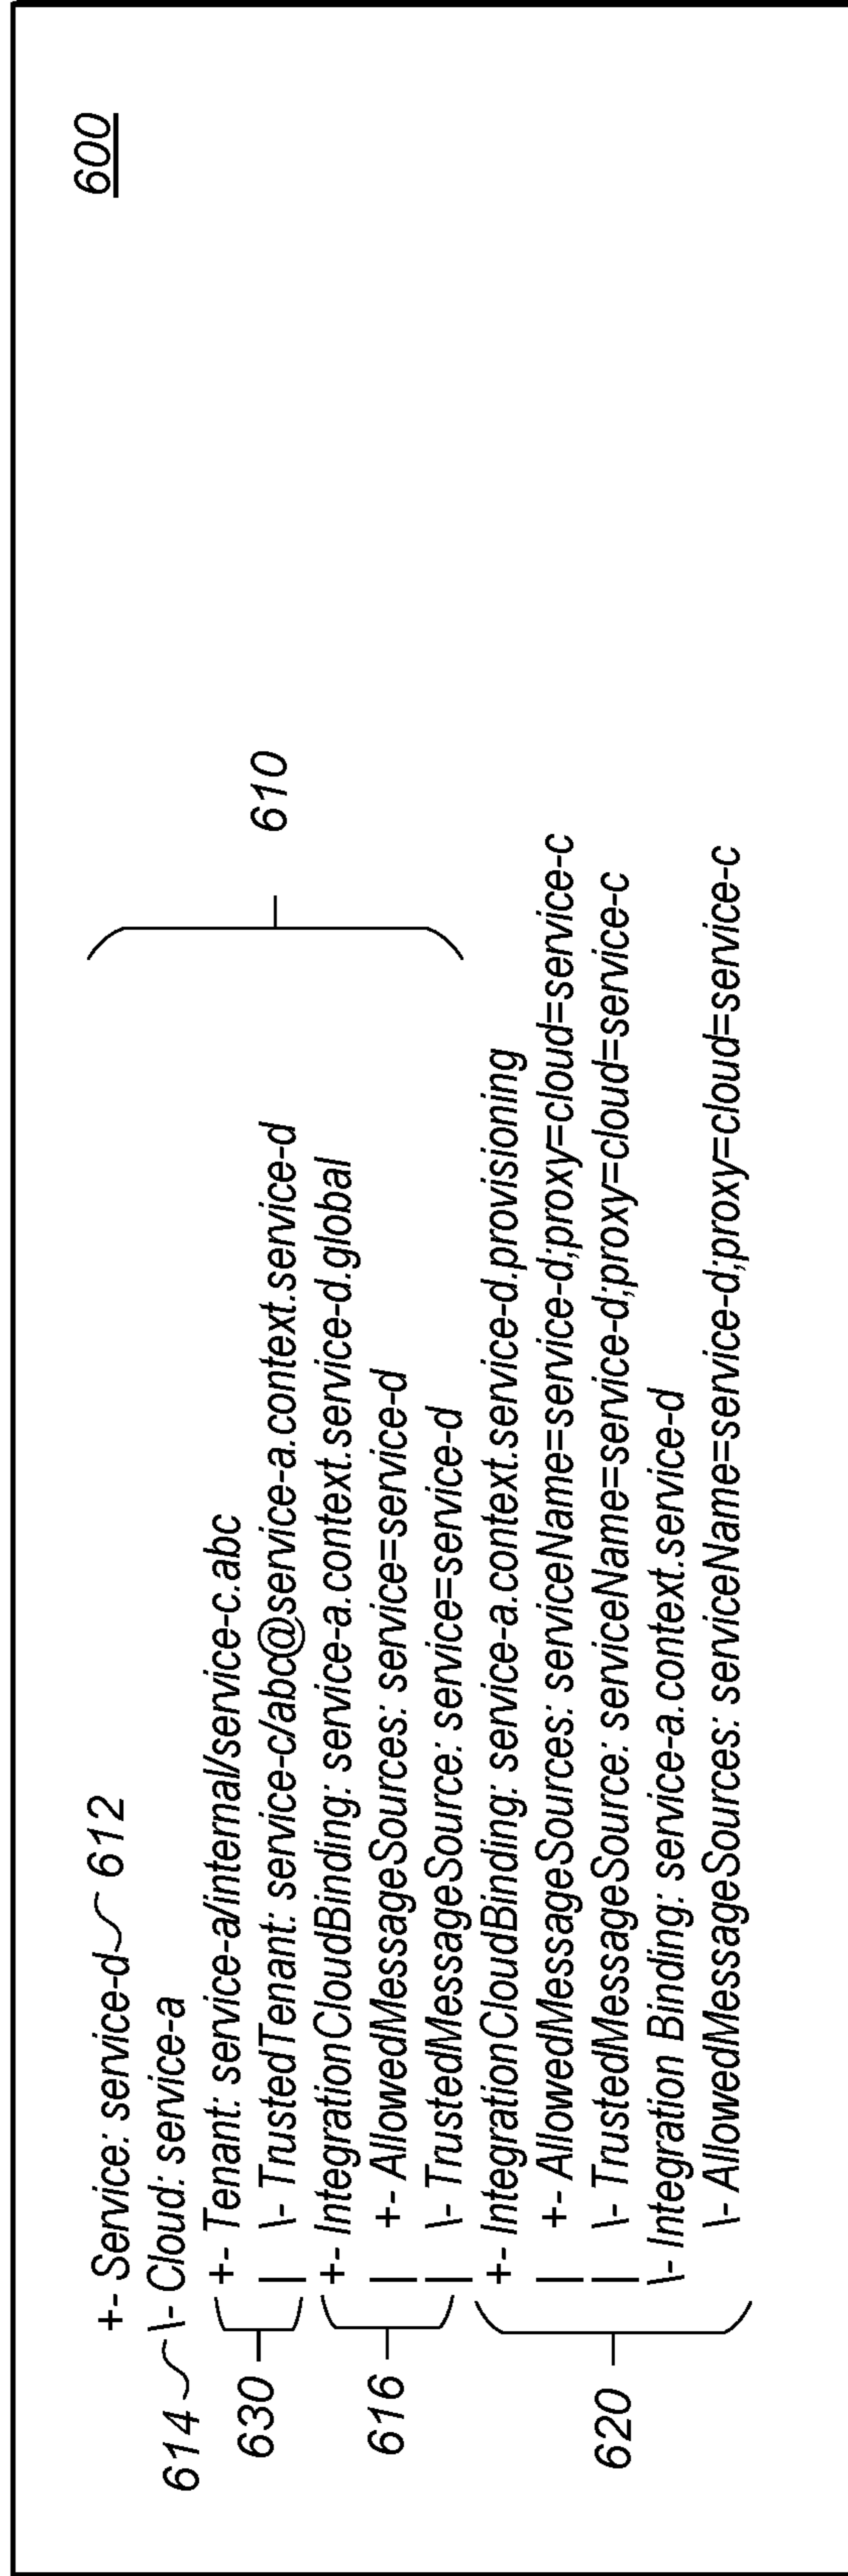 600
+- Service: service-d 612
614 \- Cloud: service-a
+- Tenant: service-a/internal/service-c.abc
| \- TrustedTenant: service-c/abc@service-a.context.service-d
630
610
+- IntegrationCloudBinding: service-a.context.service-d.global
| +- AllowedMessageSources: service=service-d
616
| \- TrustedMessageSource: service=service-d
+- IntegrationCloudBinding: service-a.context.service-d.provisioning
| +- AllowedMessageSources: serviceName=service-d;proxy=cloud=service-c
| \- TrustedMessageSource: serviceName=service-d;proxy=cloud=service-c
620
\- Integration Binding: service-a.context.service-d
\- AllowedMessageSources: serviceName=service-d;proxy=cloud=service-c